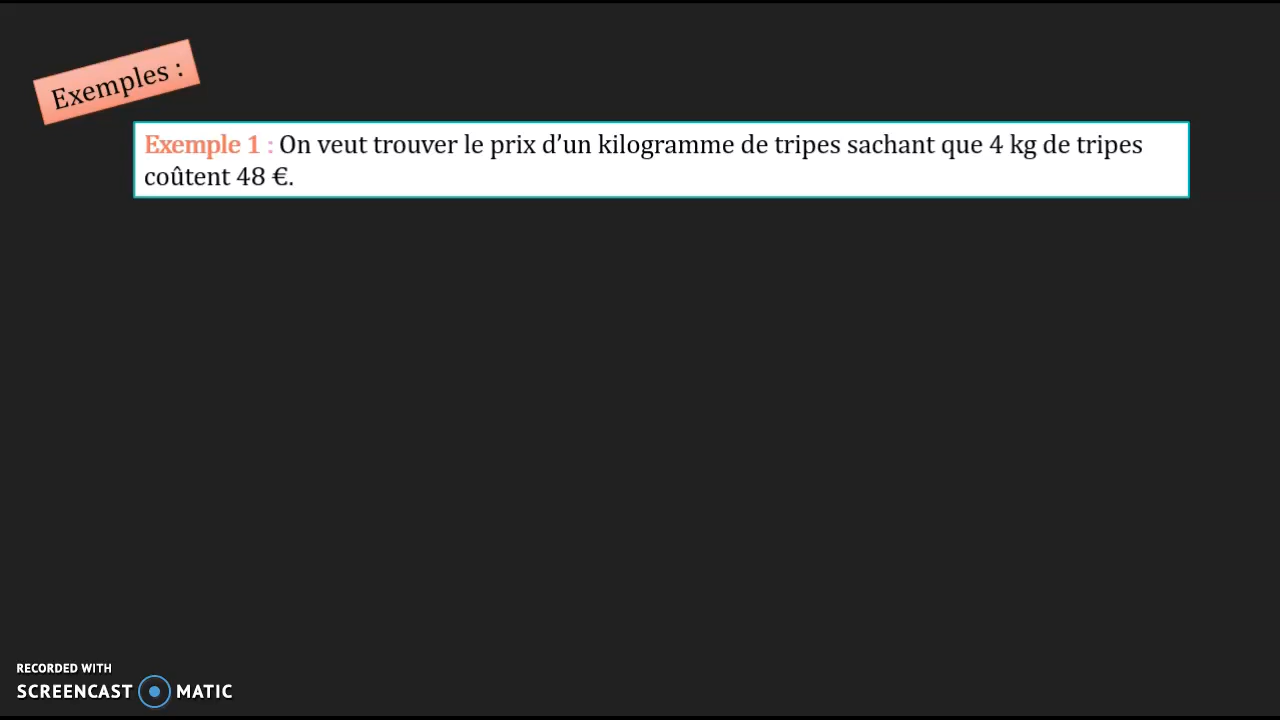 Exemples :
Exemple 1 : On veut trouver le prix d’un kilogramme de tripes sachant que 4 kg de tripes
coûtent 48 €.
RECORDED WITH
SCREENCAST MATIC